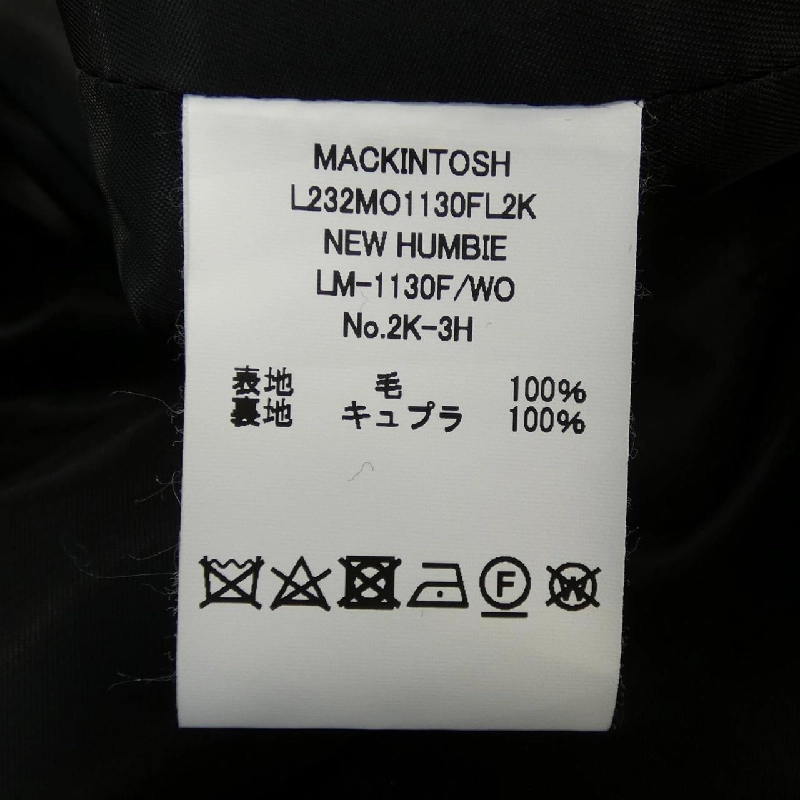 MACKINTOSH
L232MO1130FL2K
NEW HUMBIE
LM-1130F/WO
No.2K-3H
表地 毛 100%
裏地 キュプラ 100%
F W